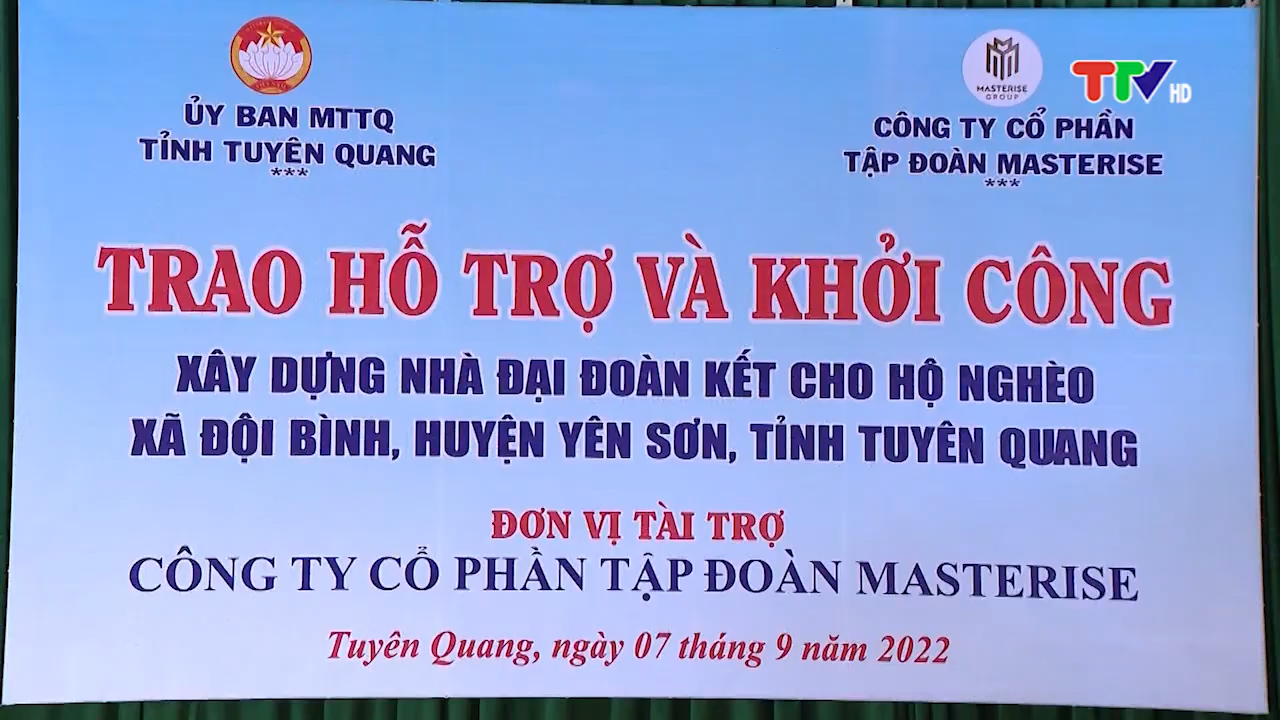 ỦY BAN MTTQ
TỈNH TUYÊN QUANG
***
MASTERISE
GROUP
CÔNG TY CỔ PHẦN
TẬP ĐOÀN MASTERISE
***
TTV HD
TRAO HỖ TRỢ VÀ KHỞI CÔNG
XÂY DỰNG NHÀ ĐẠI ĐOÀN KẾT CHO HỘ NGHÈO
XÃ ĐỘI BÌNH, HUYỆN YÊN SƠN, TỈNH TUYÊN QUANG
ĐƠN VỊ TÀI TRỢ
CÔNG TY CỔ PHẦN TẬP ĐOÀN MASTERISE
Tuyên Quang, ngày 07 tháng 9 năm 2022